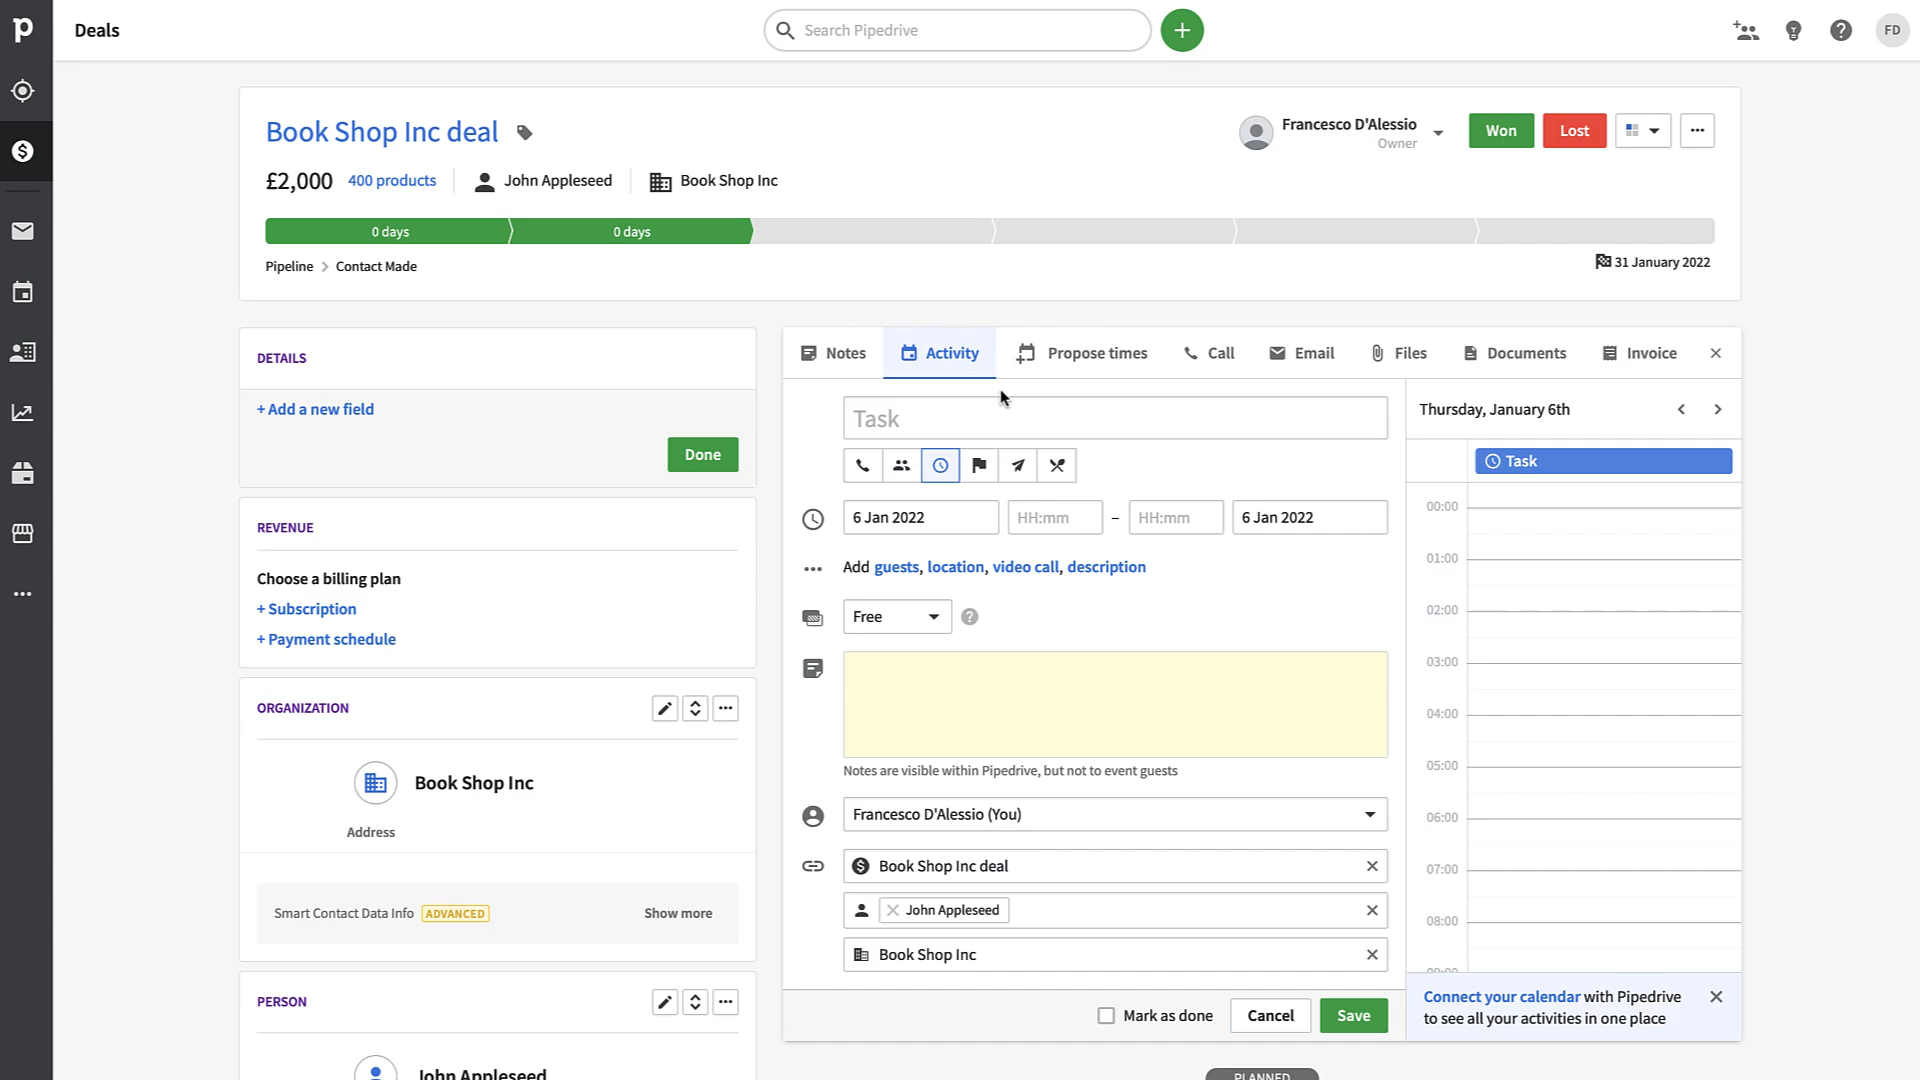 Deals
Search Pipedrive
FD
Book Shop Inc deal
Francesco D'Alessio
Owner
Won
Lost
£2,000
400 products
John Appleseed
Book Shop Inc
0 days
0 days
Pipeline
Contact Made
31 January 2022
DETAILS
+ Add a new field
Done
REVENUE
Choose a billing plan
+ Subscription
+ Payment schedule
ORGANIZATION
Book Shop Inc
Address
Smart Contact Data Info ADVANCED
Show more
PERSON
John Appleseed
Notes
Activity
Propose times
Call
Email
Files
Documents
Invoice
Task
6 Jan 2022
HH:mm
–
HH:mm
6 Jan 2022
Add guests, location, video call, description
Free
Notes are visible within Pipedrive, but not to event guests
Francesco D'Alessio (You)
Book Shop Inc deal
John Appleseed
Book Shop Inc
Mark as done
Cancel
Save
Thursday, January 6th
Task
00:00
01:00
02:00
03:00
04:00
05:00
06:00
07:00
08:00
09:00
Connect your calendar with Pipedrive
to see all your activities in one place
PLANNED